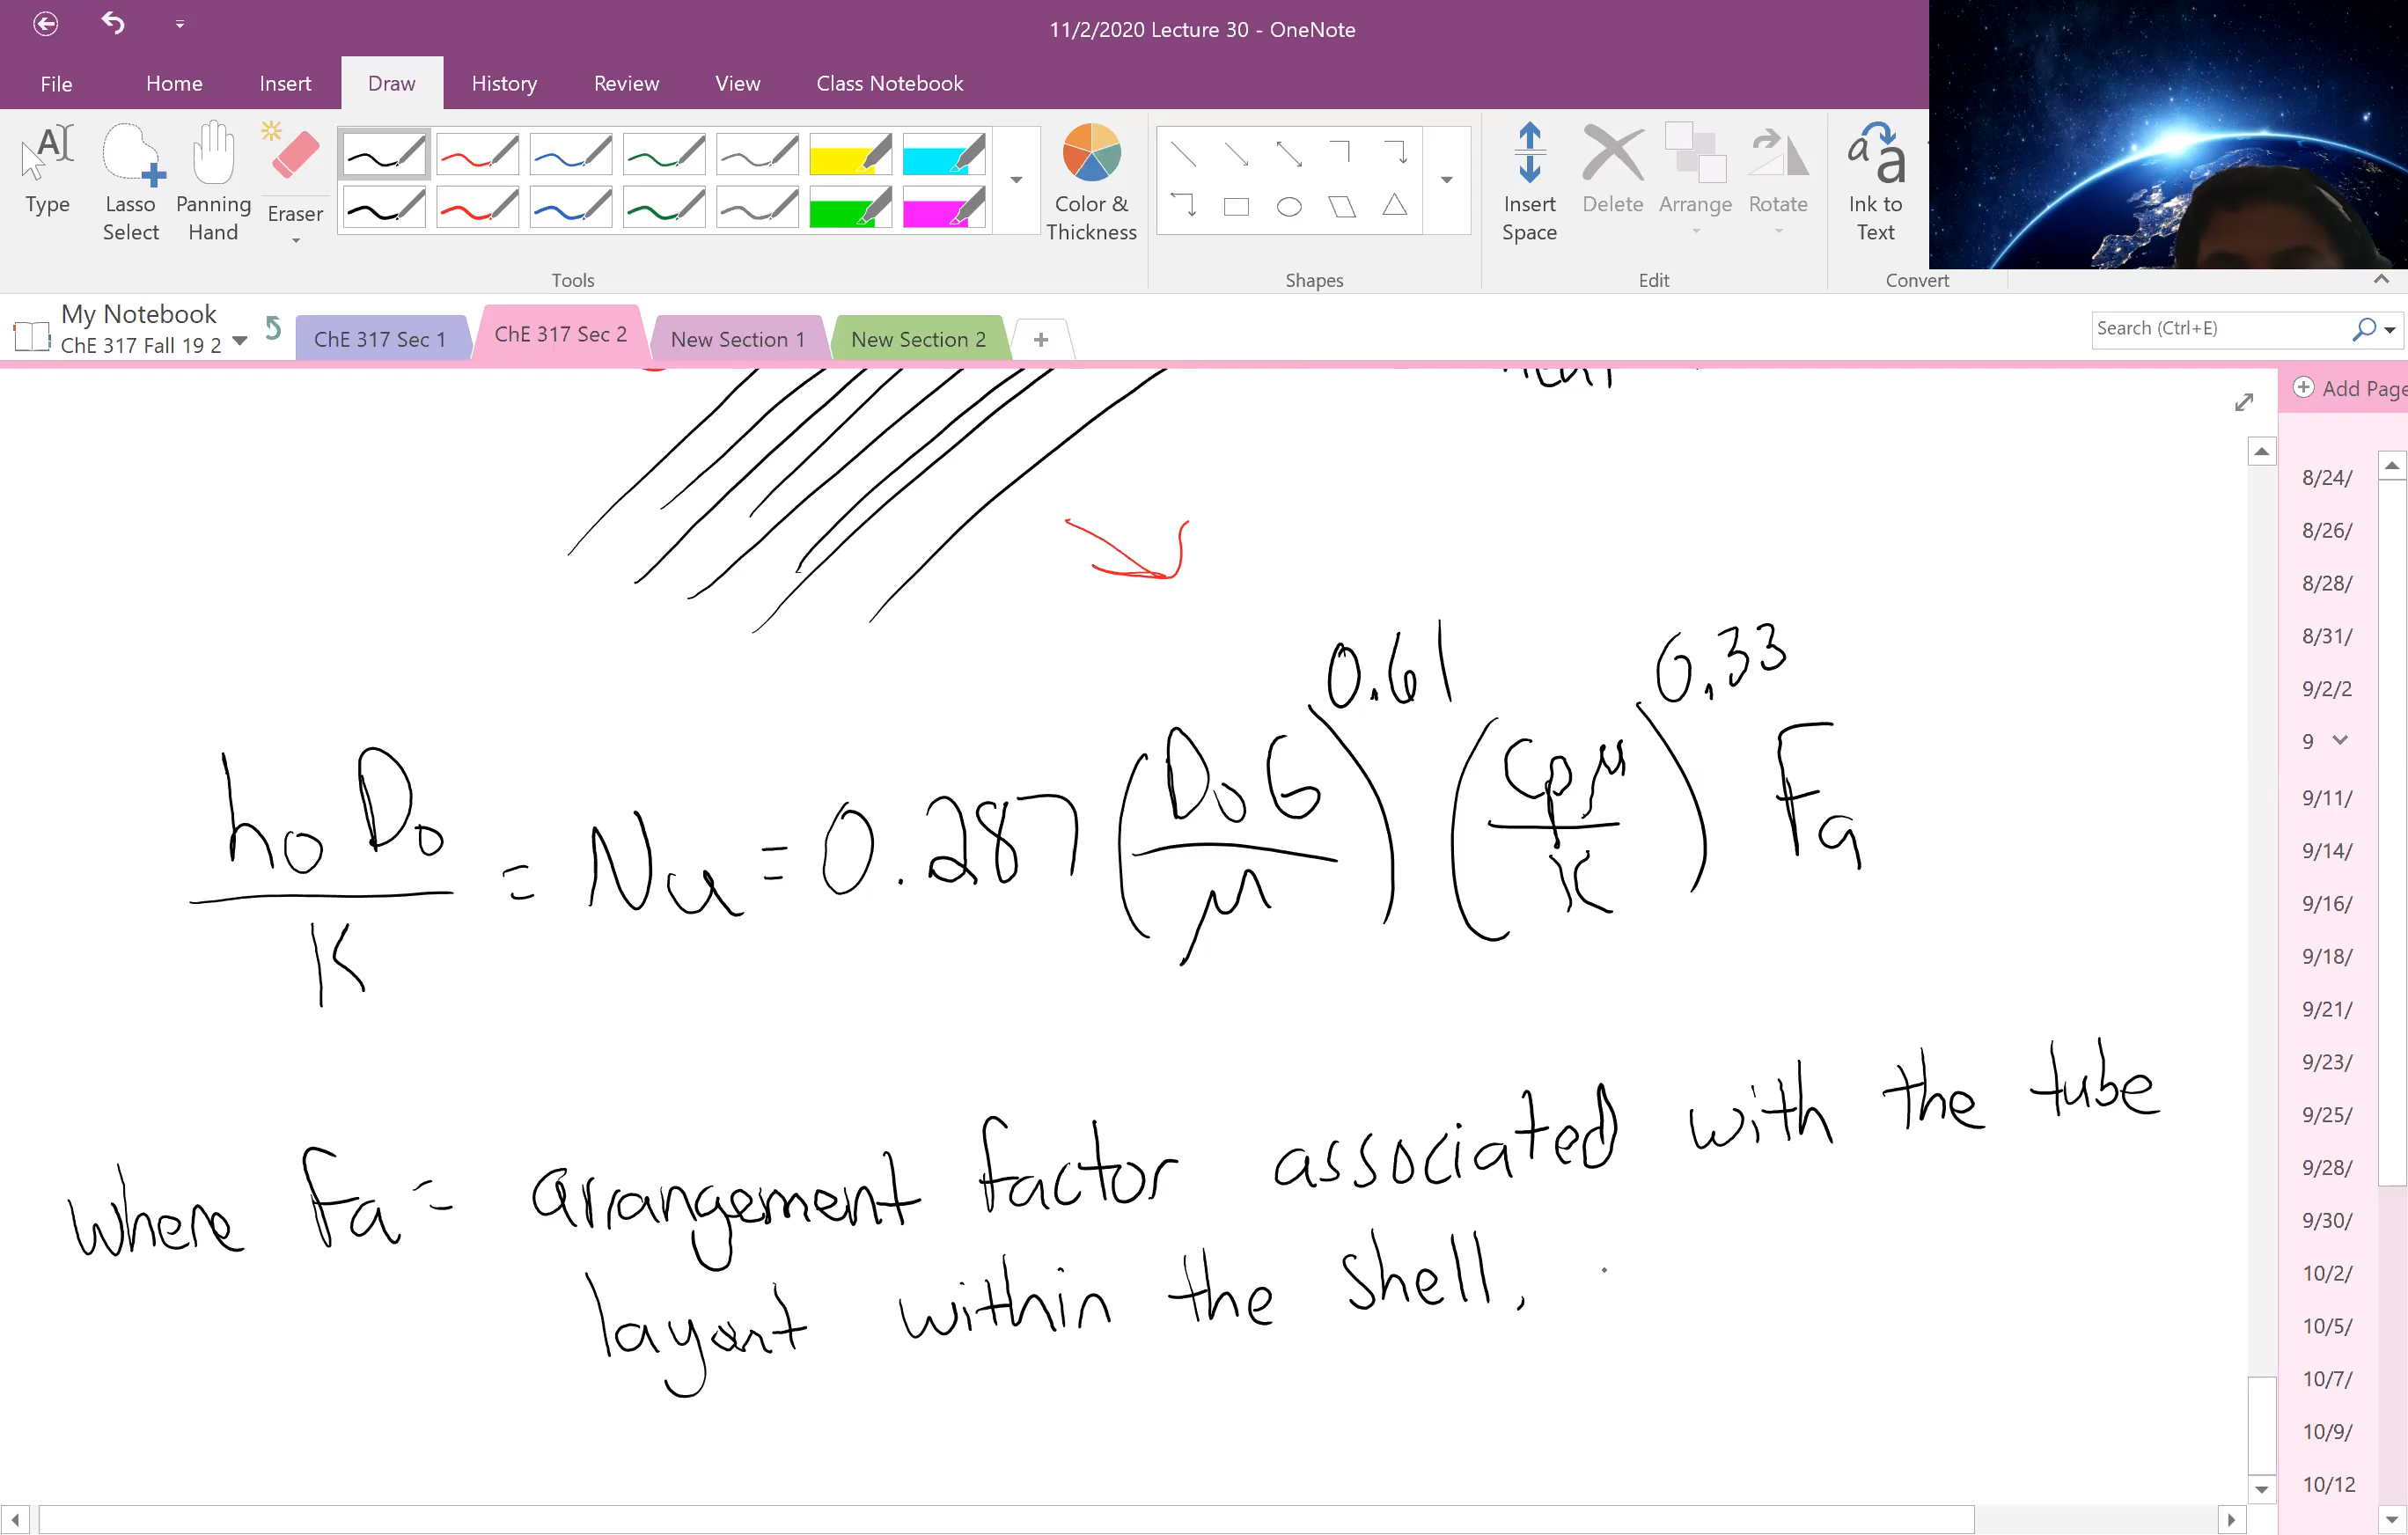 11/2/2020 Lecture 30 - OneNote
File Home Insert Draw History Review View Class Notebook
Type Lasso Select Panning Hand Eraser Color & Thickness Insert Space Delete Arrange Rotate Ink to Text
Tools Shapes Edit Convert
My Notebook
ChE 317 Fall 19 2
ChE 317 Sec 1 ChE 317 Sec 2 New Section 1 New Section 2 +
Search (Ctrl+E)
Add Page
8/24/
8/26/
8/28/
8/31/
9/2/2
9
9/11/
9/14/
9/16/
9/18/
9/21/
9/23/
9/25/
9/28/
9/30/
10/2/
10/5/
10/7/
10/9/
10/12
h₀ D₀ / K = Nu = 0.287 (D₀ G / μ)^0.61 (Cp μ / K)^0.33 Fa
where Fa = arrangement factor associated with the tube
layout within the shell.